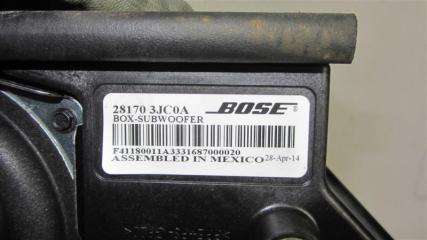 28170 3JC0A BOSE®
BOX-SUBWOOFER
F41180011A3331687000020
ASSEMBLED IN MEXICO 28-Apr-14